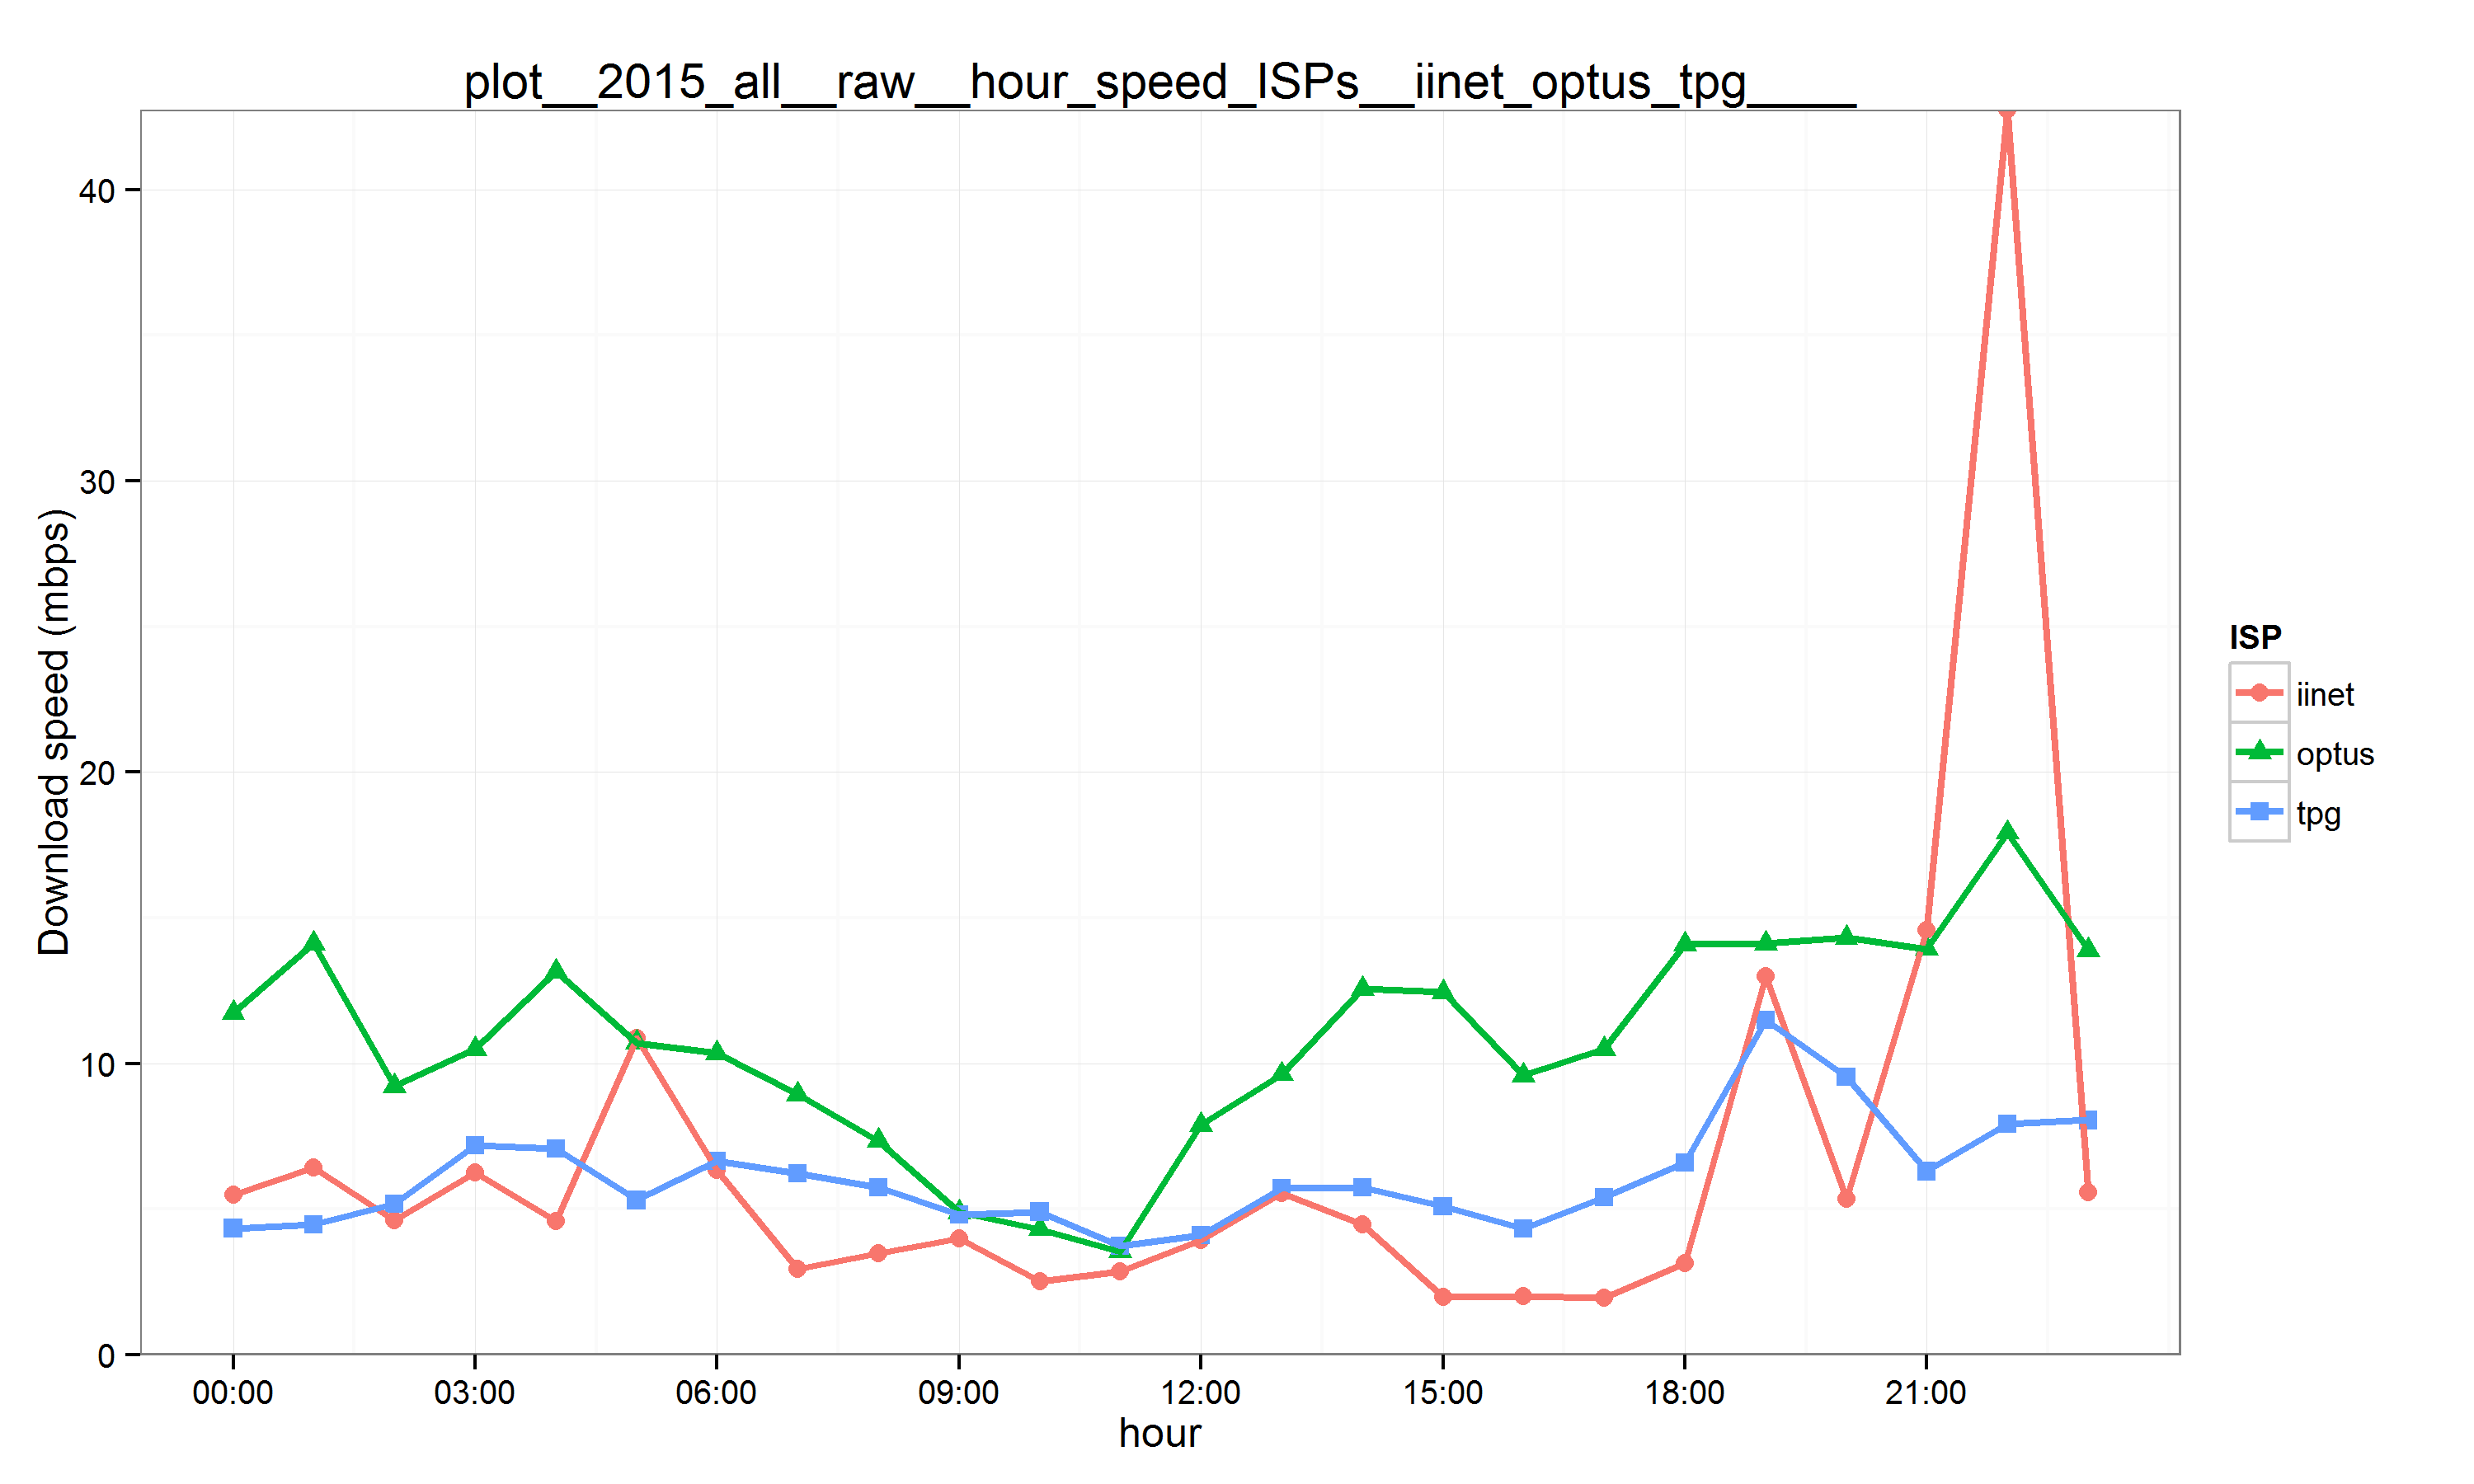 plot__2015_all__raw__hour_speed_ISPs__iinet_optus_tpg____
40
30
20
10
0
Download speed (mbps)
00:00 03:00 06:00 09:00 12:00 15:00 18:00 21:00
hour
ISP
iinet
optus
tpg